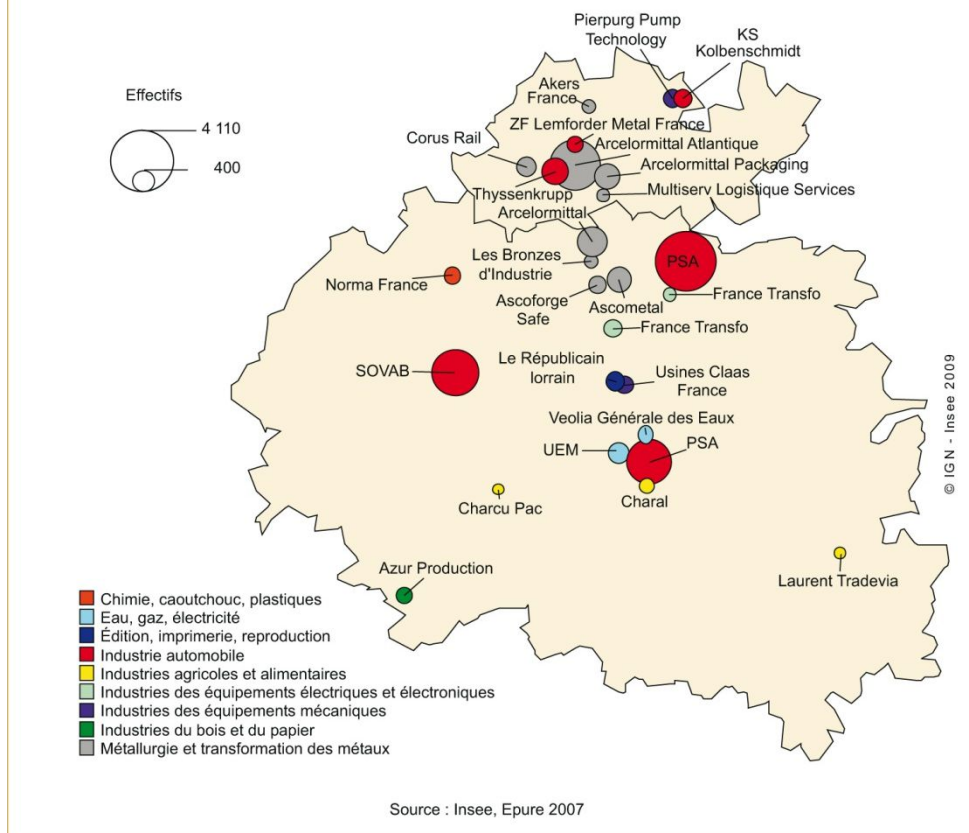 Pierpurg Pump
Technology
KS
Kolbenschmidt
Effectifs
4 110
400
Akers
France
ZF Lemforder Metal France
Corus Rail
Arcelormittal Atlantique
Arcelormittal Packaging
Thyssenkrupp
Multiserv Logistique Services
Arcelormittal
Les Bronzes
d'Industrie
PSA
Norma France
Ascoforge
Safe
Ascometal
France Transfo
France Transfo
SOVAB
Le Républicain
lorrain
Usines Claas
France
Veolia Générale des Eaux
UEM
PSA
Charcu Pac
Charal
Azur Production
Laurent Tradevia
Chimie, caoutchouc, plastiques
Eau, gaz, électricité
Édition, imprimerie, reproduction
Industrie automobile
Industries agricoles et alimentaires
Industries des équipements électriques et électroniques
Industries des équipements mécaniques
Industries du bois et du papier
Métallurgie et transformation des métaux
© IGN - Insee 2009
Source : Insee, Epure 2007